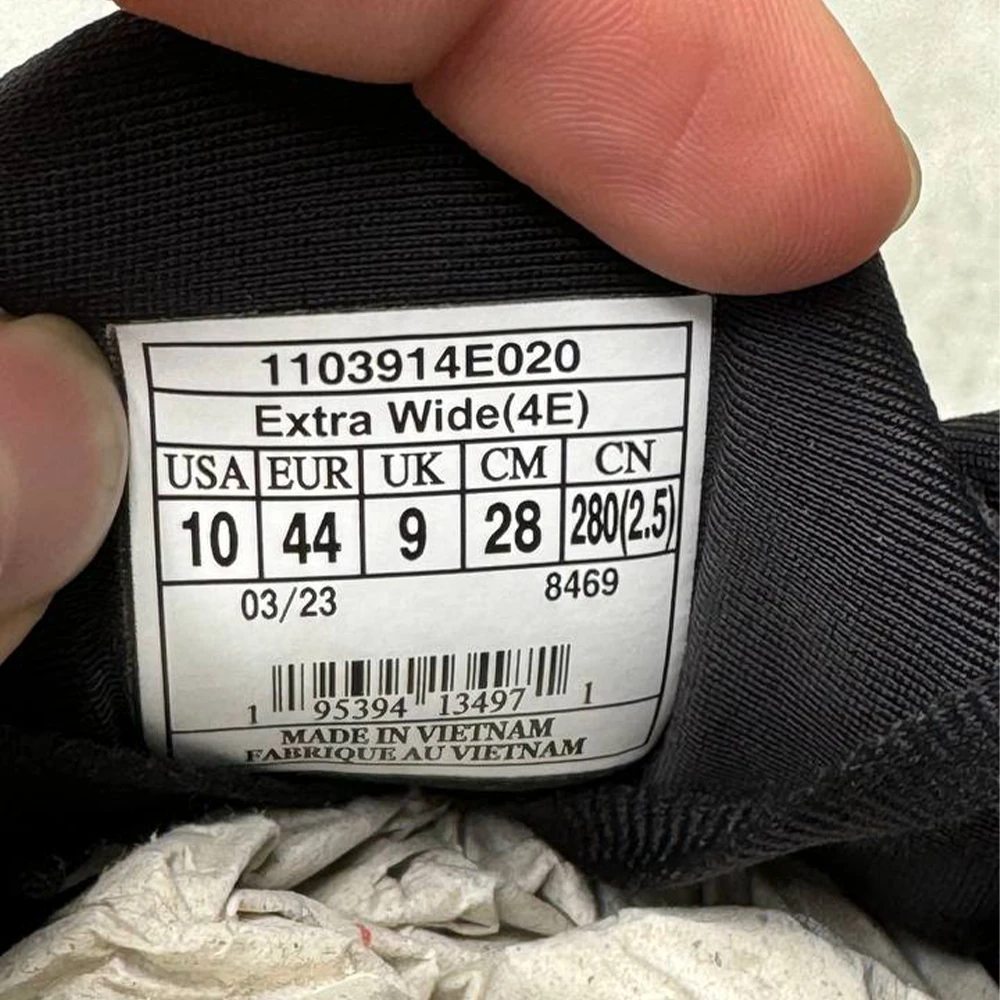 1103914E020
Extra Wide(4E)
USA EUR UK CM CN
10 44 9 28 280(2.5)
03/23 8469
1 95394 13497 1
MADE IN VIETNAM
FABRIQUE AU VIETNAM